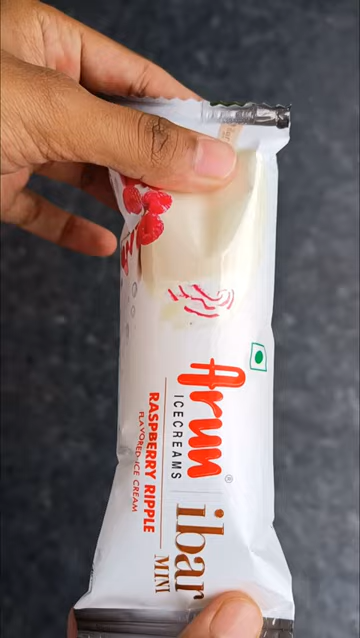 Arun
ICECREAMS
®
ibar
MINI
RASPBERRY RIPPLE
FLAVORED ICE CREAM